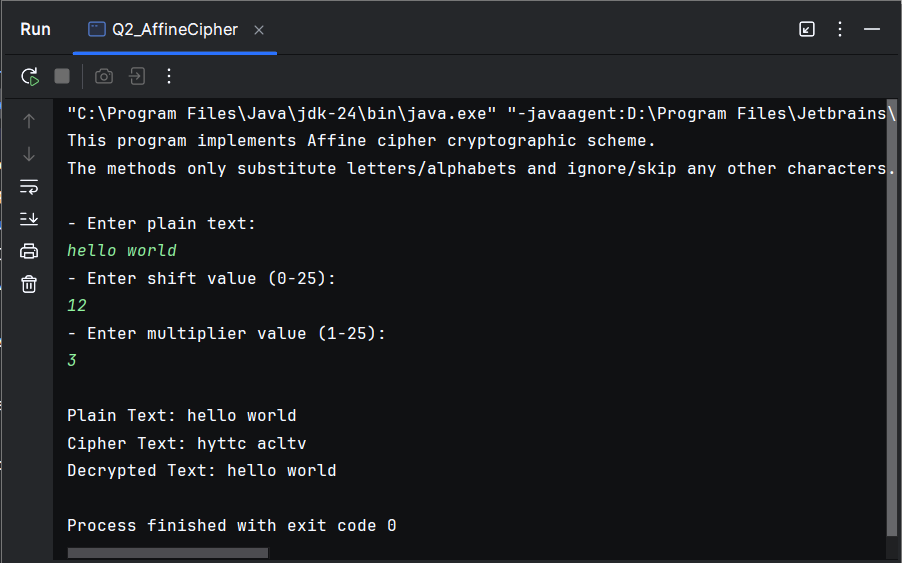 Run Q2_AffineCipher
"C:\Program Files\Java\jdk-24\bin\java.exe" "-javaagent:D:\Program Files\Jetbrains\
This program implements Affine cipher cryptographic scheme.
The methods only substitute letters/alphabets and ignore/skip any other characters.
- Enter plain text:
hello world
- Enter shift value (0-25):
12
- Enter multiplier value (1-25):
3
Plain Text: hello world
Cipher Text: hyttc acltv
Decrypted Text: hello world
Process finished with exit code 0